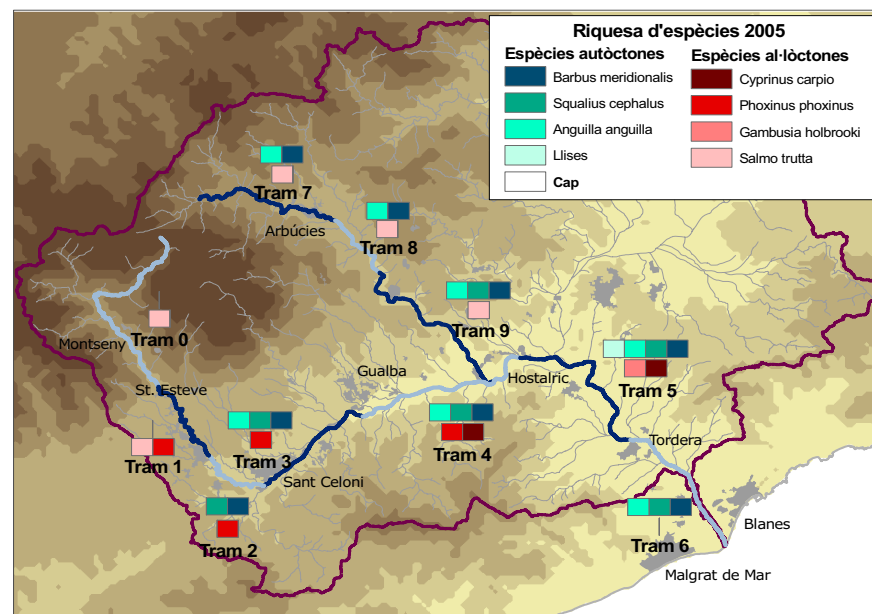 Riquesa d'espècies 2005
Espècies autòctones
Barbus meridionalis
Squalius cephalus
Anguilla anguilla
Llises
Cap
Espècies al·lòctones
Cyprinus carpio
Phoxinus phoxinus
Gambusia holbrooki
Salmo trutta
Tram 7
Arbúcies
Tram 8
Tram 9
Tram 0
Montseny
St. Esteve
Gualba
Hostalric
Tram 5
Tram 1
Tram 3
Tram 4
Tordera
Sant Celoni
Tram 2
Tram 6
Blanes
Malgrat de Mar